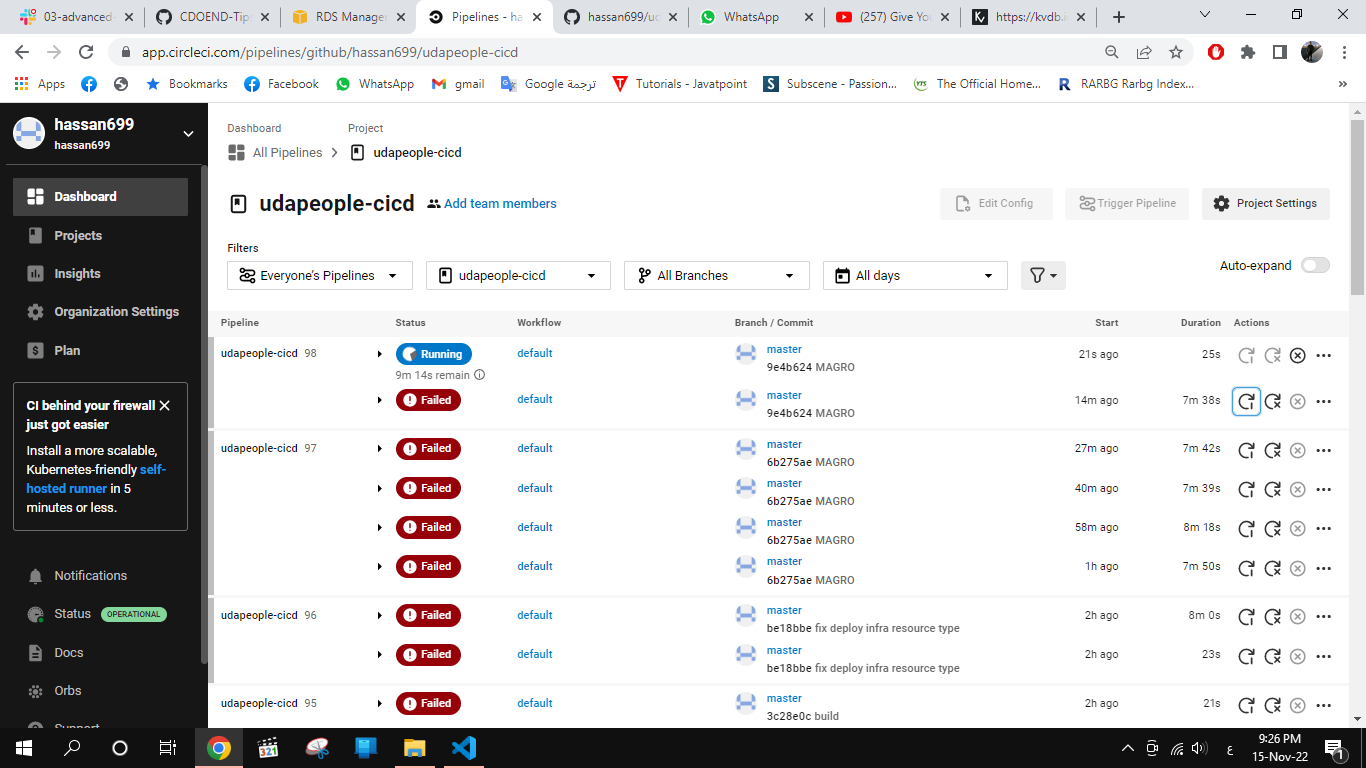 03-advanced-
CDOEND-Tip
RDS Manager
Pipelines - ha
hassan699/ud
WhatsApp
(257) Give Yo
https://kvdb.i
app.circleci.com/pipelines/github/hassan699/udapeople-cicd
Apps
Bookmarks
Facebook
WhatsApp
gmail
ترجمة Google
Tutorials - Javatpoint
Subscene - Passion...
The Official Home...
RARBG Rarbg Index...
»
hassan699
hassan699
Dashboard
Projects
Insights
Organization Settings
Plan
CI behind your firewall
just got easier
Install a more scalable,
Kubernetes-friendly self-
hosted runner in 5
minutes or less.
Notifications
Status OPERATIONAL
Docs
Orbs
Support
Dashboard Project
All Pipelines udapeople-cicd
udapeople-cicd Add team members
Edit Config Trigger Pipeline Project Settings
Filters
Everyone's Pipelines udapeople-cicd All Branches All days
Auto-expand
Pipeline Status Workflow Branch / Commit Start Duration Actions
udapeople-cicd 98 Running default master 21s ago 25s
9m 14s remain 9e4b624 MAGRO
Failed default master 14m ago 7m 38s
9e4b624 MAGRO
udapeople-cicd 97 Failed default master 27m ago 7m 42s
6b275ae MAGRO
Failed default master 40m ago 7m 39s
6b275ae MAGRO
Failed default master 58m ago 8m 18s
6b275ae MAGRO
Failed default master 1h ago 7m 50s
6b275ae MAGRO
udapeople-cicd 96 Failed default master 2h ago 8m 0s
be18bbe fix deploy infra resource type
Failed default master 2h ago 23s
be18bbe fix deploy infra resource type
udapeople-cicd 95 Failed default master 2h ago 21s
3c28e0c build
321
ع
9:26 PM
15-Nov-22
1